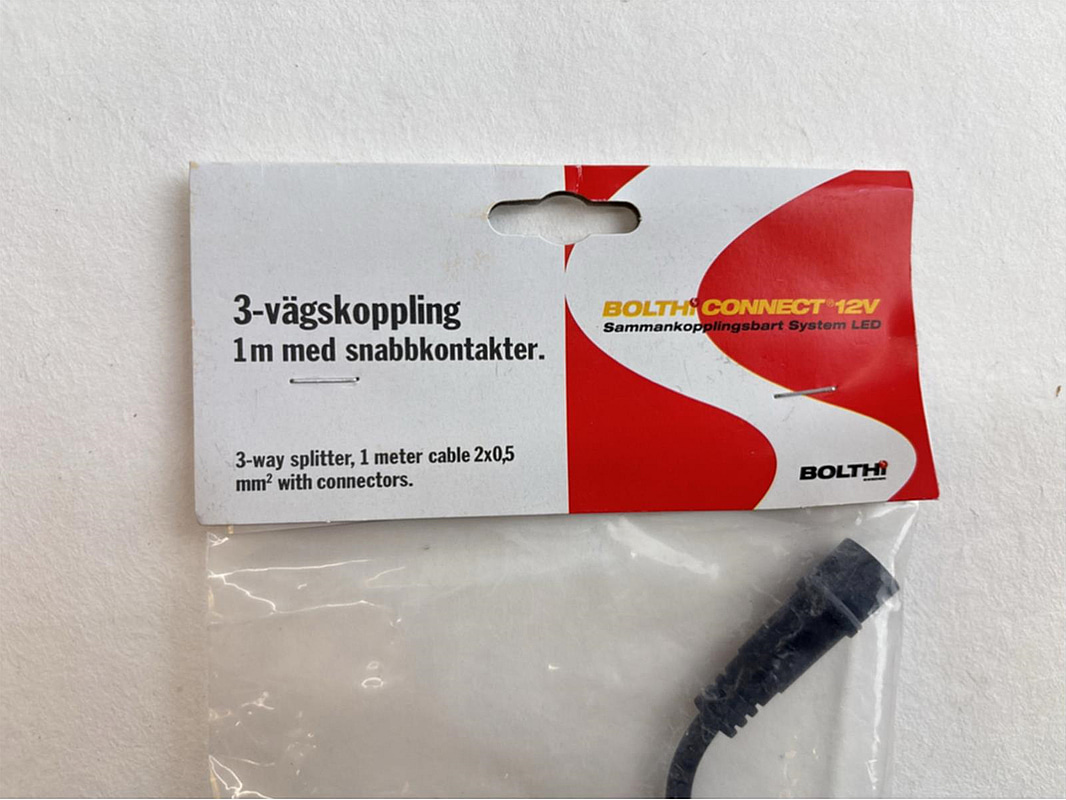 3-vägskoppling
1m med snabbkontakter.
3-way splitter, 1 meter cable 2x0,5
mm² with connectors.
BOLTHi CONNECT® 12V
Sammankopplingsbart System LED
BOLTHi